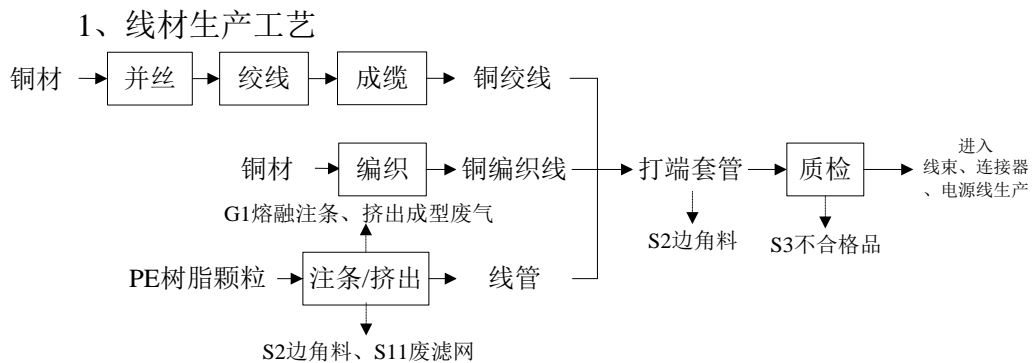 1、线材生产工艺
铜材
并丝
绞线
成缆
铜绞线
铜材
编织
铜编织线
打端套管
质检
进入
线束、连接器
、电源线生产
G1熔融注条、挤出成型废气
S2边角料
S3不合格品
PE树脂颗粒
注条/挤出
线管
S2边角料、S11废滤网